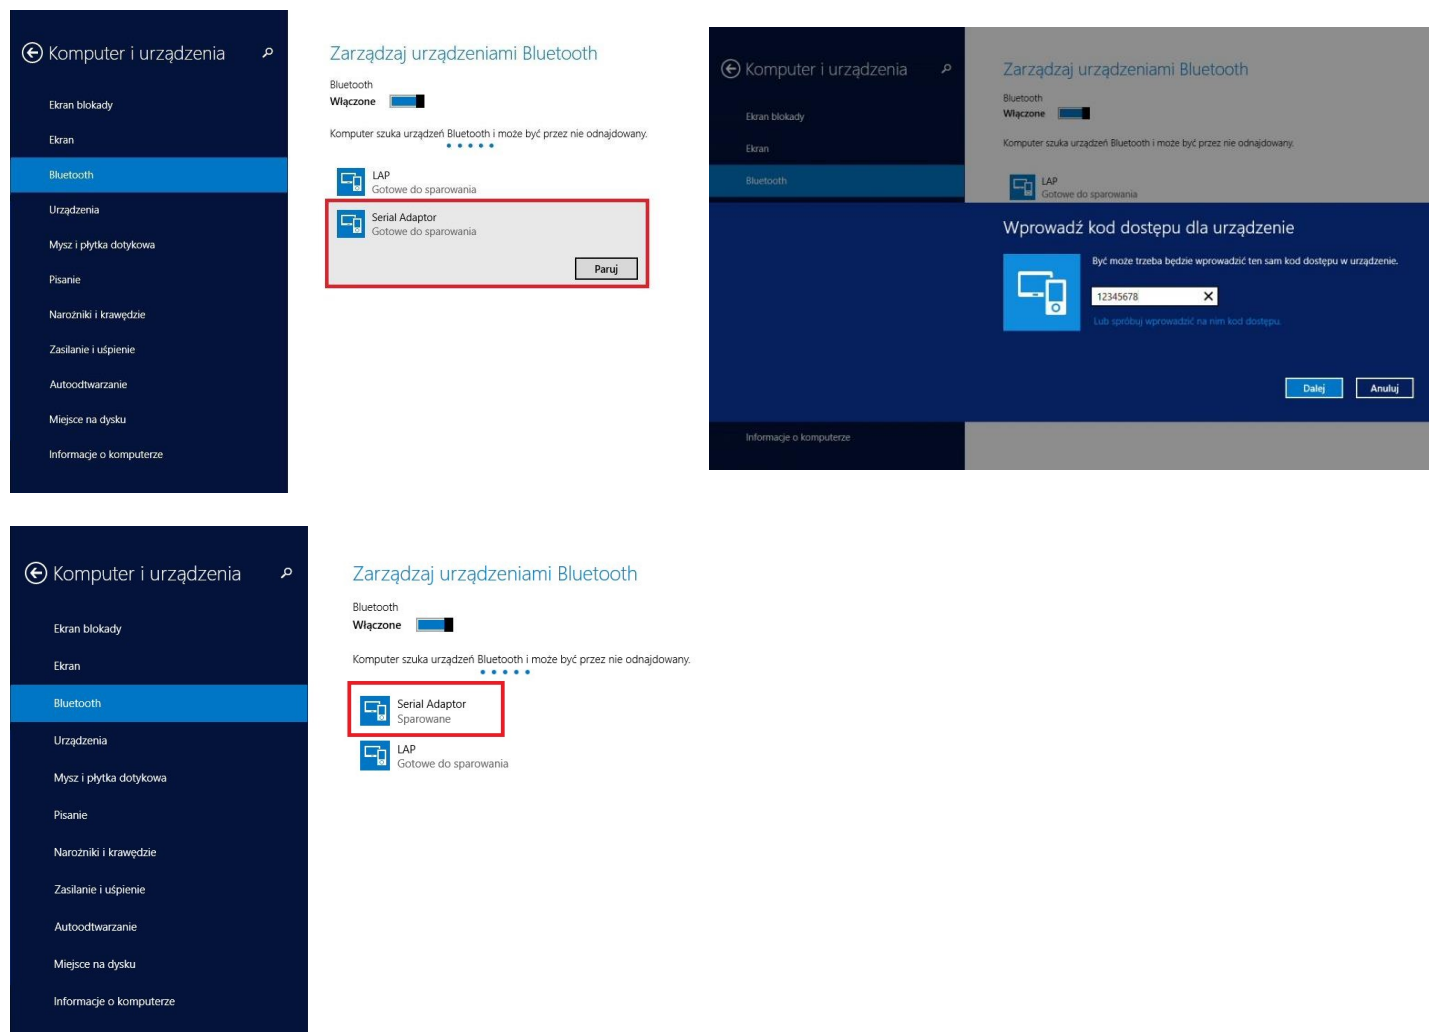 Komputer i urządzenia
Ekran blokady
Ekran
Bluetooth
Urządzenia
Mysz i płytka dotykowa
Pisanie
Narożniki i krawędzie
Zasilanie i uśpienie
Autoodtwarzanie
Miejsce na dysku
Informacje o komputerze
Zarządzaj urządzeniami Bluetooth
Bluetooth
Włączone
Komputer szuka urządzeń Bluetooth i może być przez nie odnajdowany.
LAP
Gotowe do sparowania
Serial Adaptor
Gotowe do sparowania
Paruj
Komputer i urządzenia
Ekran blokady
Ekran
Bluetooth
Zarządzaj urządzeniami Bluetooth
Bluetooth
Włączone
Komputer szuka urządzeń Bluetooth i może być przez nie odnajdowany.
LAP
Gotowe do sparowania
Wprowadź kod dostępu dla urządzenie
Być może trzeba będzie wprowadzić ten sam kod dostępu w urządzenie.
12345678
Lub spróbuj wprowadzić na nim kod dostępu.
Dalej
Anuluj
Informacje o komputerze
Komputer i urządzenia
Ekran blokady
Ekran
Bluetooth
Urządzenia
Mysz i płytka dotykowa
Pisanie
Narożniki i krawędzie
Zasilanie i uśpienie
Autoodtwarzanie
Miejsce na dysku
Informacje o komputerze
Zarządzaj urządzeniami Bluetooth
Bluetooth
Włączone
Komputer szuka urządzeń Bluetooth i może być przez nie odnajdowany.
Serial Adaptor
Sparowane
LAP
Gotowe do sparowania